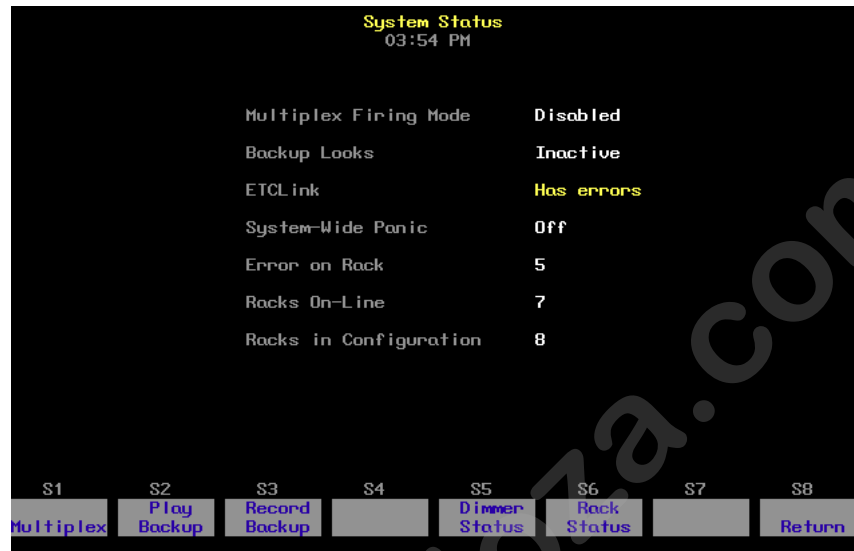 System Status
03:54 PM
Multiplex Firing Mode Disabled
Backup Looks Inactive
ETCLink Has errors
System-Wide Panic Off
Error on Rack 5
Racks On-Line 7
Racks in Configuration 8
S1 S2 S3 S4 S5 S6 S7 S8
Play Record Dimmer Rack
Multiplex Backup Backup Status Status Return